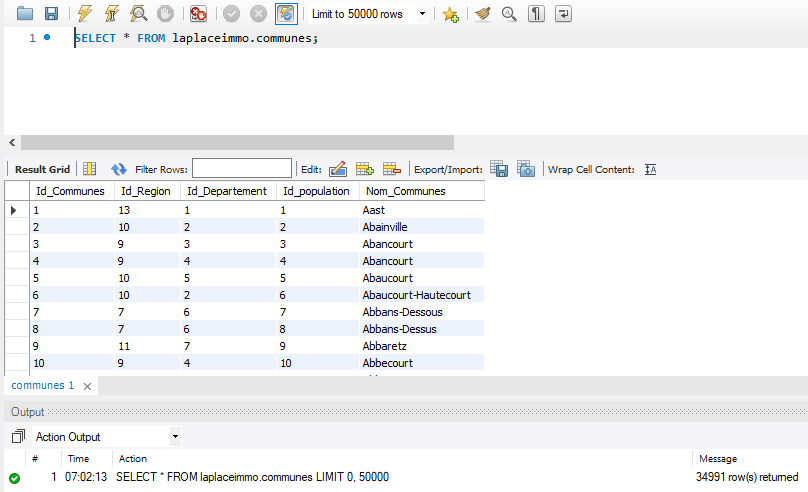 Limit to 50000 rows
1 SELECT * FROM laplaceimmo.communes;
Result Grid Filter Rows: Edit: Export/Import: Wrap Cell Content:
Id_Communes Id_Region Id_Departement Id_population Nom_Communes
1 13 1 1 Aast
2 10 2 2 Abainville
3 9 3 3 Abancourt
4 9 4 4 Abancourt
5 10 5 5 Abaucourt
6 10 2 6 Abaucourt-Hautecourt
7 7 6 7 Abbans-Dessous
8 7 6 8 Abbans-Dessus
9 11 7 9 Abbaretz
10 9 4 10 Abbecourt
communes 1
Output
Action Output
# Time Action Message
1 07:02:13 SELECT * FROM laplaceimmo.communes LIMIT 0, 50000 34991 row(s) returned